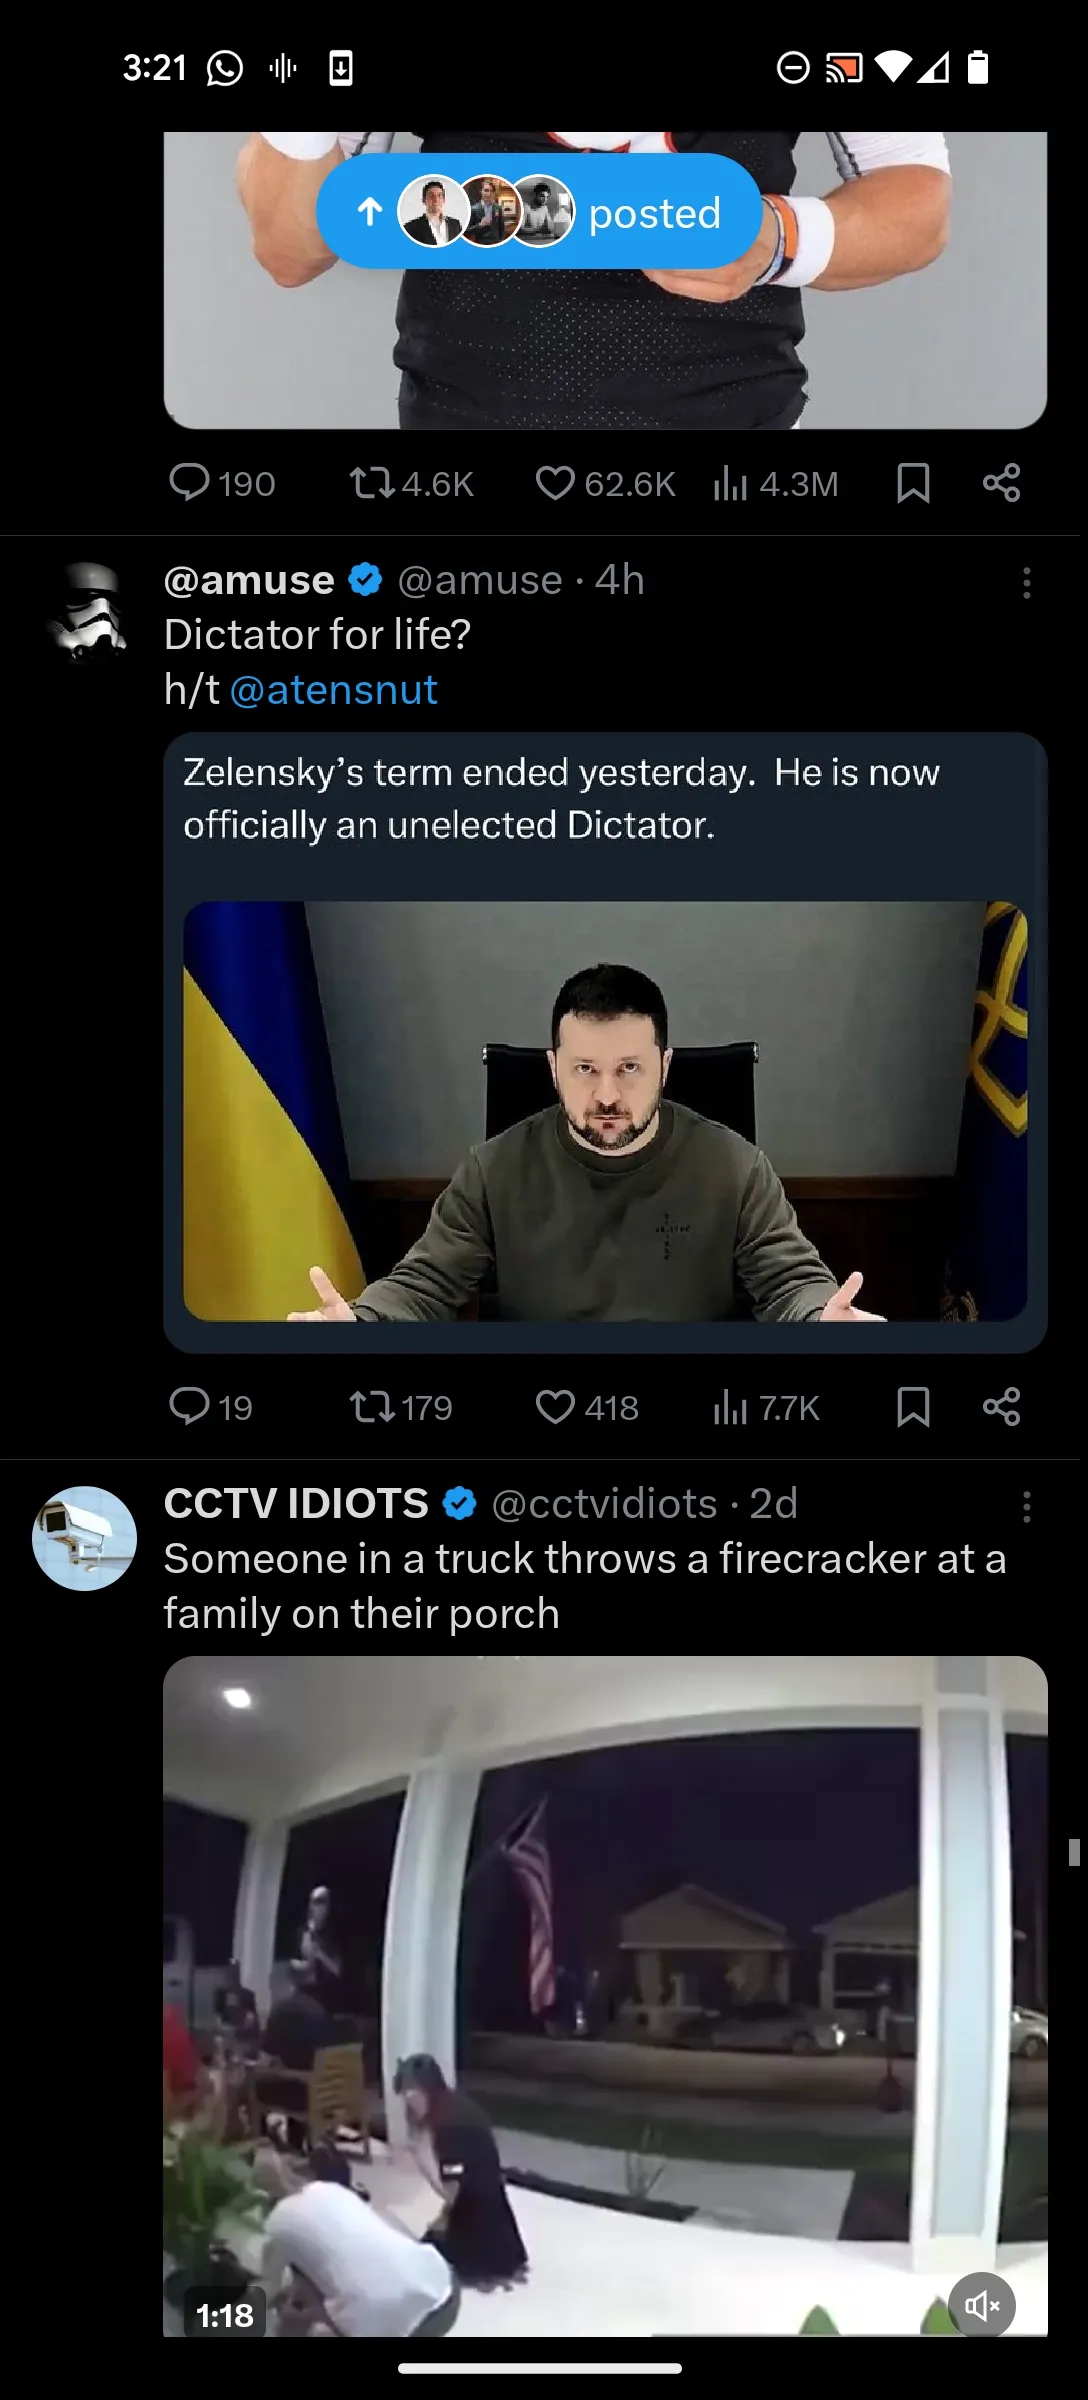 3:21
posted
190 4.6K 62.6K 4.3M
@amuse @amuse · 4h
Dictator for life?
h/t @atensnut
Zelensky’s term ended yesterday.  He is now
officially an unelected Dictator.
19 179 418 7.7K
CCTV IDIOTS @cctvidiots · 2d
Someone in a truck throws a firecracker at a
family on their porch
1:18